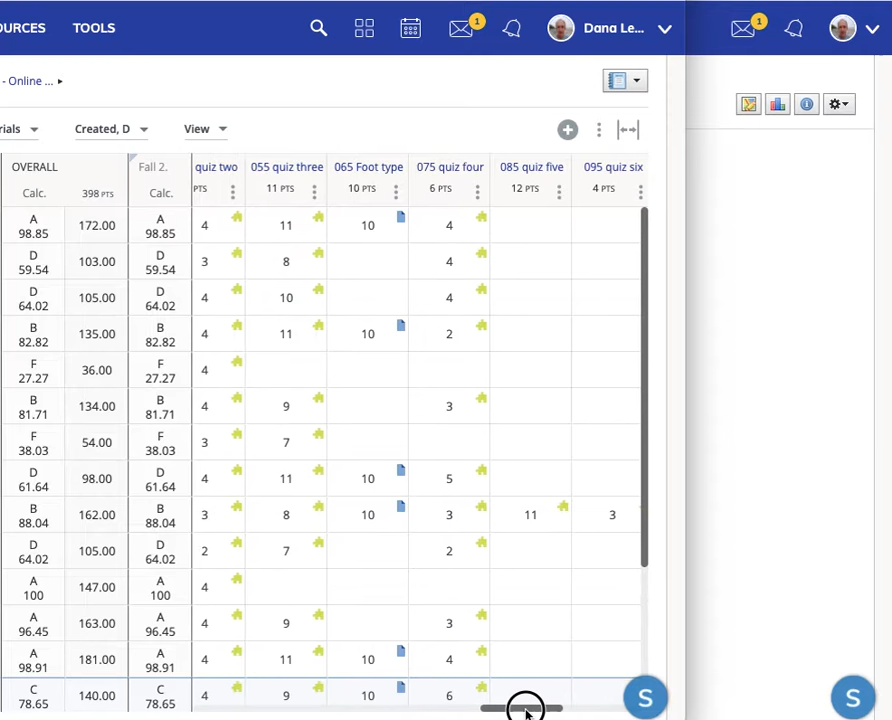 OURCES TOOLS 1 Dana Le... 1
- Online ... ▸
rials Created, D View
OVERALL Fall 2. quiz two 055 quiz three 065 Foot type 075 quiz four 085 quiz five 095 quiz six
Calc. 398 PTS Calc. PTS 11 PTS 10 PTS 6 PTS 12 PTS 4 PTS
A 98.85 172.00 A 98.85 4 11 10 4
D 59.54 103.00 D 59.54 3 8 4
D 64.02 105.00 D 64.02 4 10 4
B 82.82 135.00 B 82.82 4 11 10 2
F 27.27 36.00 F 27.27 4
B 81.71 134.00 B 81.71 4 9 3
F 38.03 54.00 F 38.03 3 7
D 61.64 98.00 D 61.64 4 11 10 5
B 88.04 162.00 B 88.04 3 8 10 3 11 3
D 64.02 105.00 D 64.02 2 7 2
A 100 147.00 A 100 4
A 96.45 163.00 A 96.45 4 9 3
A 98.91 181.00 A 98.91 4 11 10 4
C 78.65 140.00 C 78.65 4 9 10 6
S S